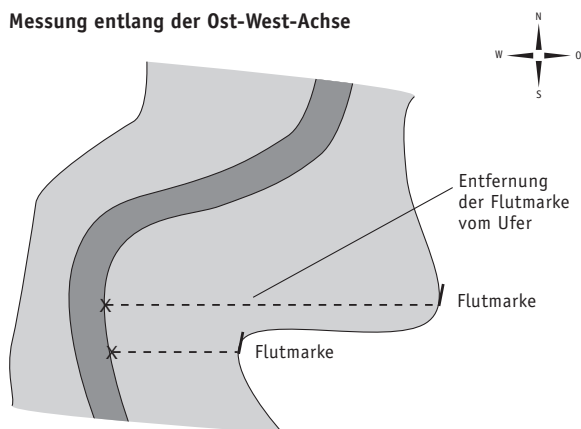 Messung entlang der Ost-West-Achse
N
W
O
S
Entfernung
der Flutmarke
vom Ufer
Flutmarke
Flutmarke